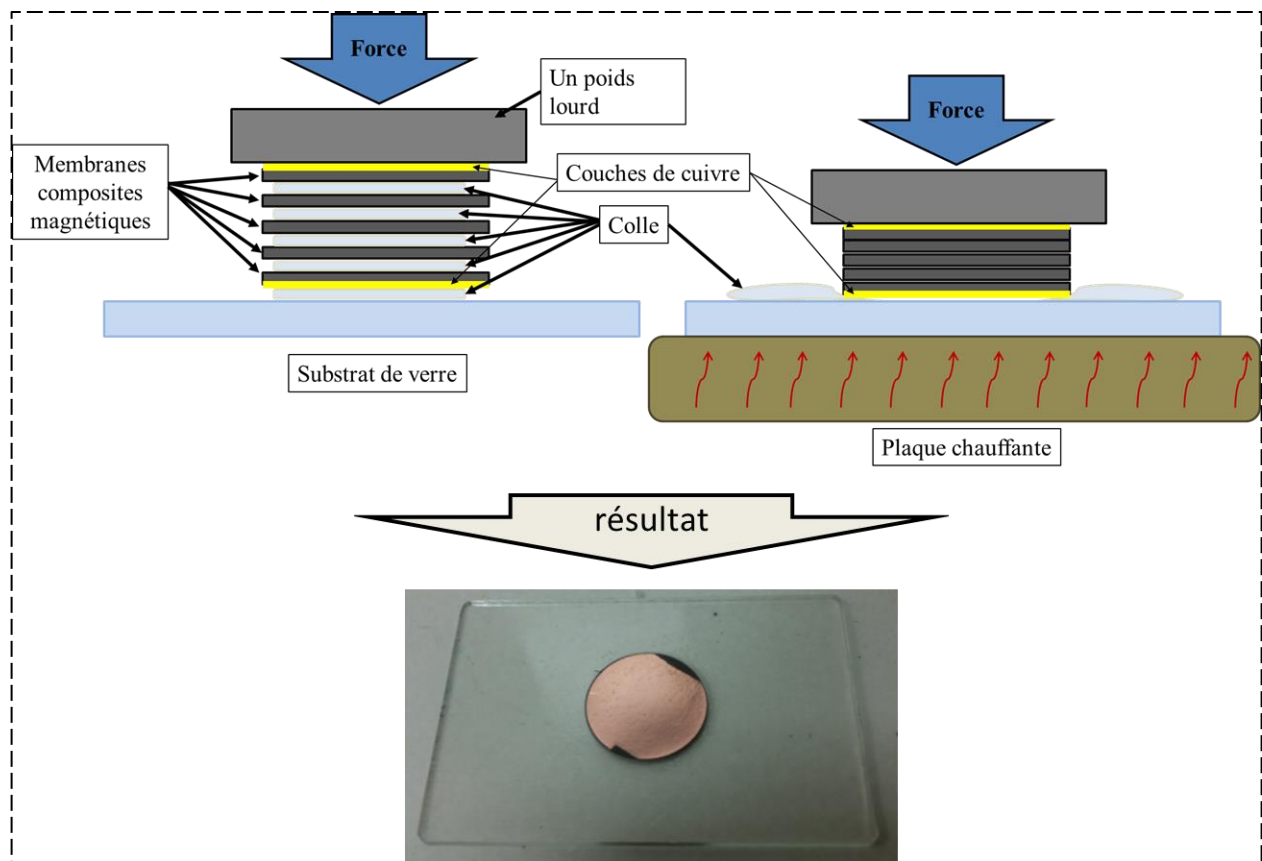 Force
Un poids
lourd
Force
Membranes
composites
magnétiques
Couches de cuivre
Colle
Substrat de verre
Plaque chauffante
résultat